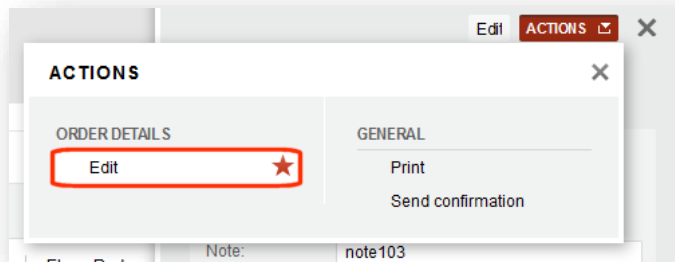 Edit ACTIONS
ACTIONS
ORDER DETAILS
Edit
GENERAL
Print
Send confirmation
Note: note103